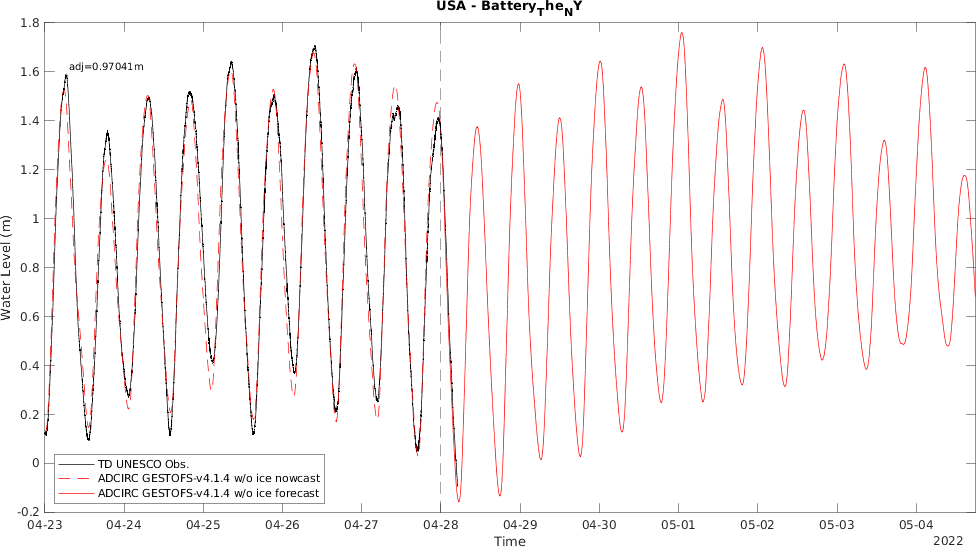 USA - BatteryTheNY
1.8
1.6
1.4
1.2
1
0.8
0.6
0.4
0.2
0
-0.2
Water Level (m)
adj=0.97041m
TD UNESCO Obs.
ADCIRC GESTOFS-v4.1.4 w/o ice nowcast
ADCIRC GESTOFS-v4.1.4 w/o ice forecast
04-23 04-24 04-25 04-26 04-27 04-28 04-29 04-30 05-01 05-02 05-03 05-04
Time
2022